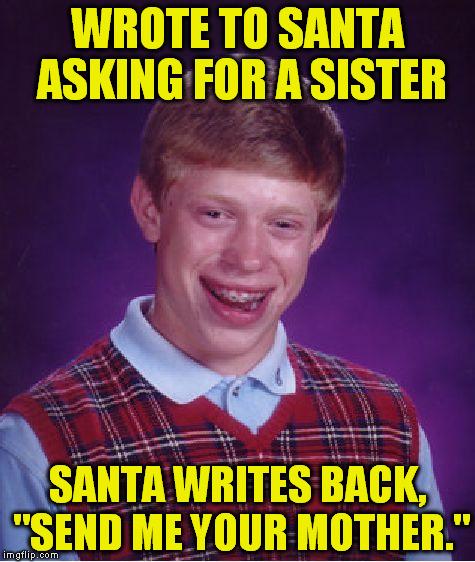 WROTE TO SANTA
ASKING FOR A SISTER
SANTA WRITES BACK,
"SEND ME YOUR MOTHER."
imgflip.com